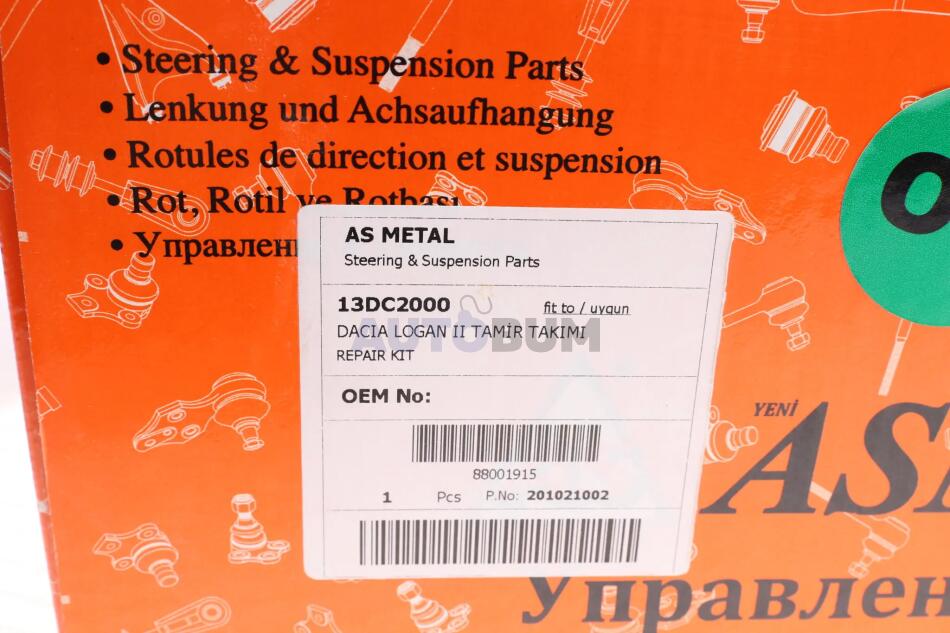 • Steering & Suspension Parts
• Lenkung und Achsaufhangung
• Rotules de direction et suspension
• Rot, Rotil ve Rotbası
•
AS METAL
Steering & Suspension Parts
13DC2000 fit to / uygun
AUTOBUM
DACIA LOGAN II TAMİR TAKIMI
REPAIR KIT
OEM No:
88001915
1 Pcs P.No: 201021002
YENİ
AS